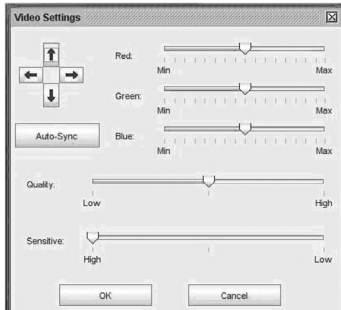 Video Settings
Red:
Min Max
Green:
Min Max
Auto-Sync
Blue:
Min Max
Quality:
Low High
Sensitive:
High Low
OK Cancel